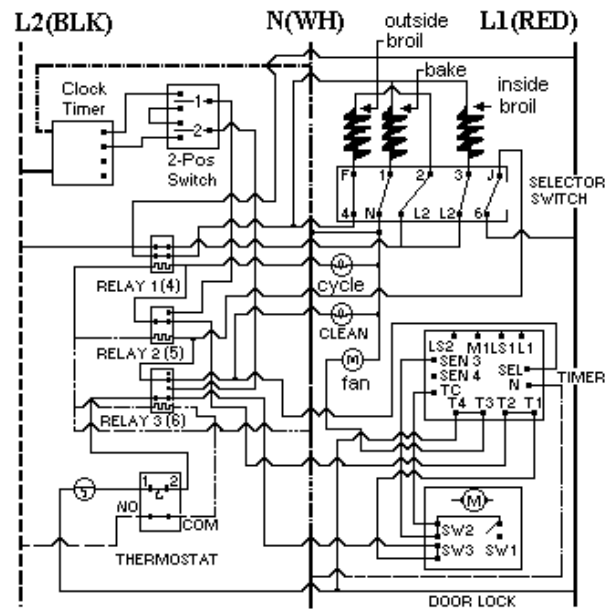 L2(BLK) N(WH) L1(RED)
outside
broil
bake
inside
broil
Clock
Timer
1
2
2-Pos
Switch
F 1 2 3 J
4 N L2 L2 6
SELECTOR
SWITCH
RELAY 1(4)
cycle
CLEAN
RELAY 2(5)
M
fan
LS2 M1 LS1 L1
SEN 3
SEN 4
TC
SEL
N
T4 T3 T2 T1
TIMER
RELAY 3(6)
1 2
NO
COM
THERMOSTAT
M
SW2
SW3 SW1
DOOR LOCK